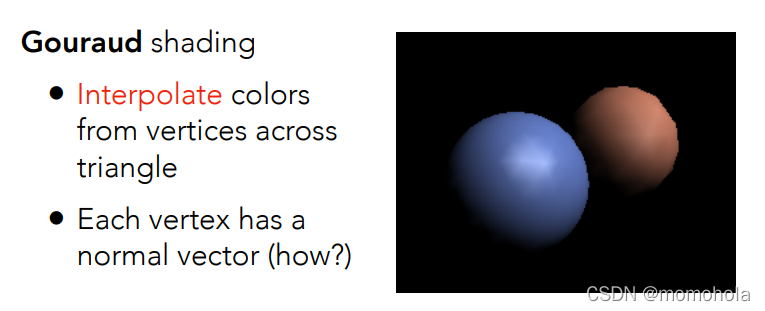 Gouraud shading
• Interpolate colors
from vertices across
triangle
• Each vertex has a
normal vector (how?)
CSDN @momohola